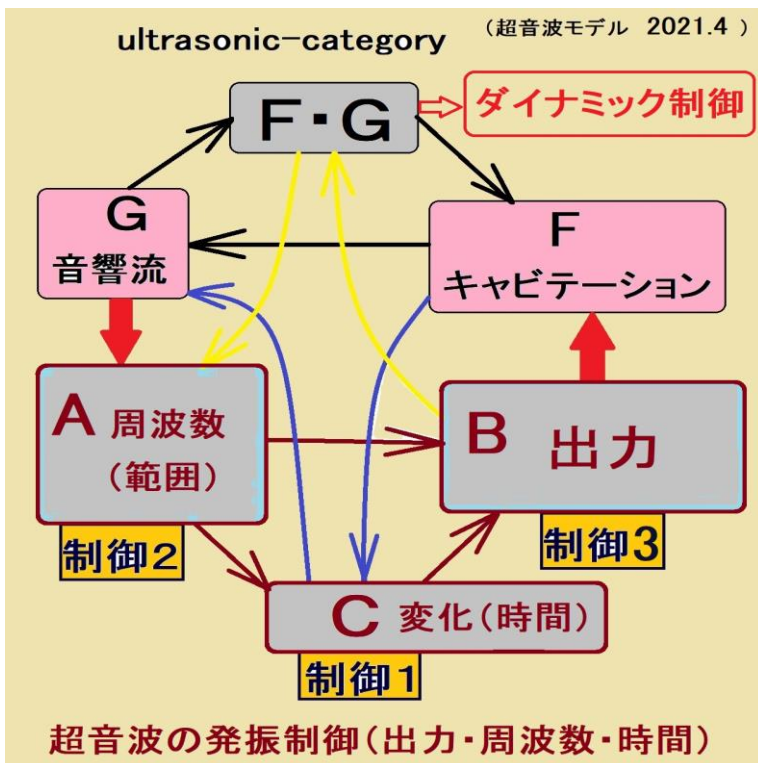 ultrasonic-category
(超音波モデル 2021.4 )
F・G
ダイナミック制御
G
音響流
F
キャビテーション
A 周波数
(範囲)
B 出力
制御2
制御3
C 変化(時間)
制御1
超音波の発振制御(出力・周波数・時間)